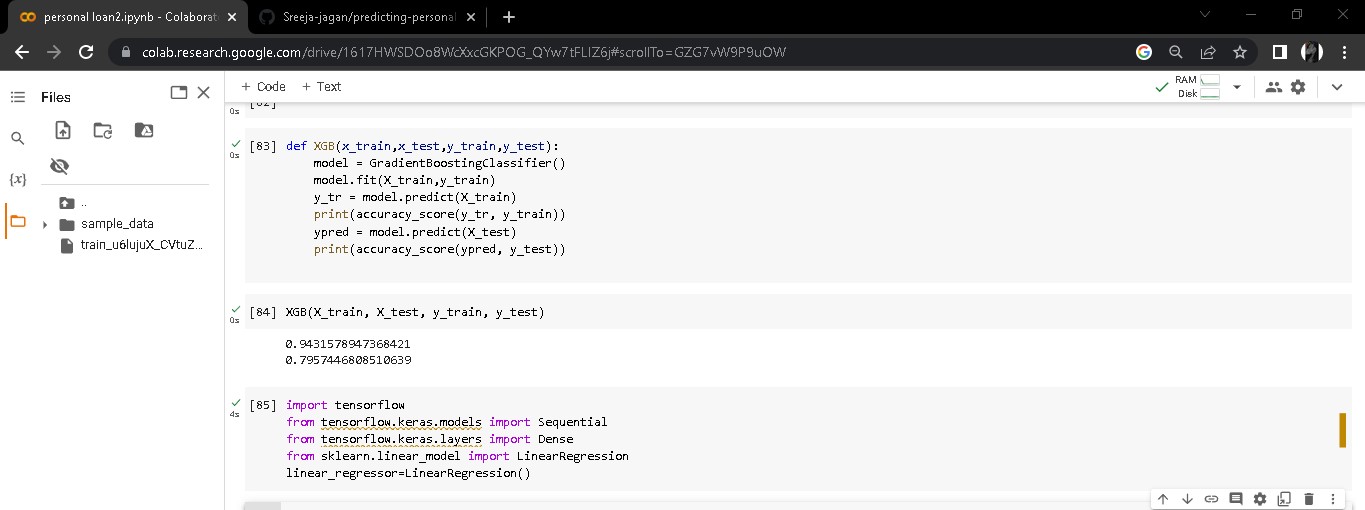 personal loan2.ipynb - Colaborat
Sreeja-jagan/predicting-personal
colab.research.google.com/drive/1617HWSDOo8WcXxcGKPOG_QYw7tFLIZ6j#scrollTo=GZG7vW9P9uOW
Files
+ Code + Text
RAM
Disk
{x}
..
sample_data
train_u6lujuX_CVtuZ...
0s
[82]
[83] def XGB(x_train,x_test,y_train,y_test):
0s
model = GradientBoostingClassifier()
model.fit(X_train,y_train)
y_tr = model.predict(X_train)
print(accuracy_score(y_tr, y_train))
ypred = model.predict(X_test)
print(accuracy_score(ypred, y_test))
[84] XGB(X_train, X_test, y_train, y_test)
0s
0.9431578947368421
0.7957446808510639
[85] import tensorflow
4s
from tensorflow.keras.models import Sequential
from tensorflow.keras.layers import Dense
from sklearn.linear_model import LinearRegression
linear_regressor=LinearRegression()